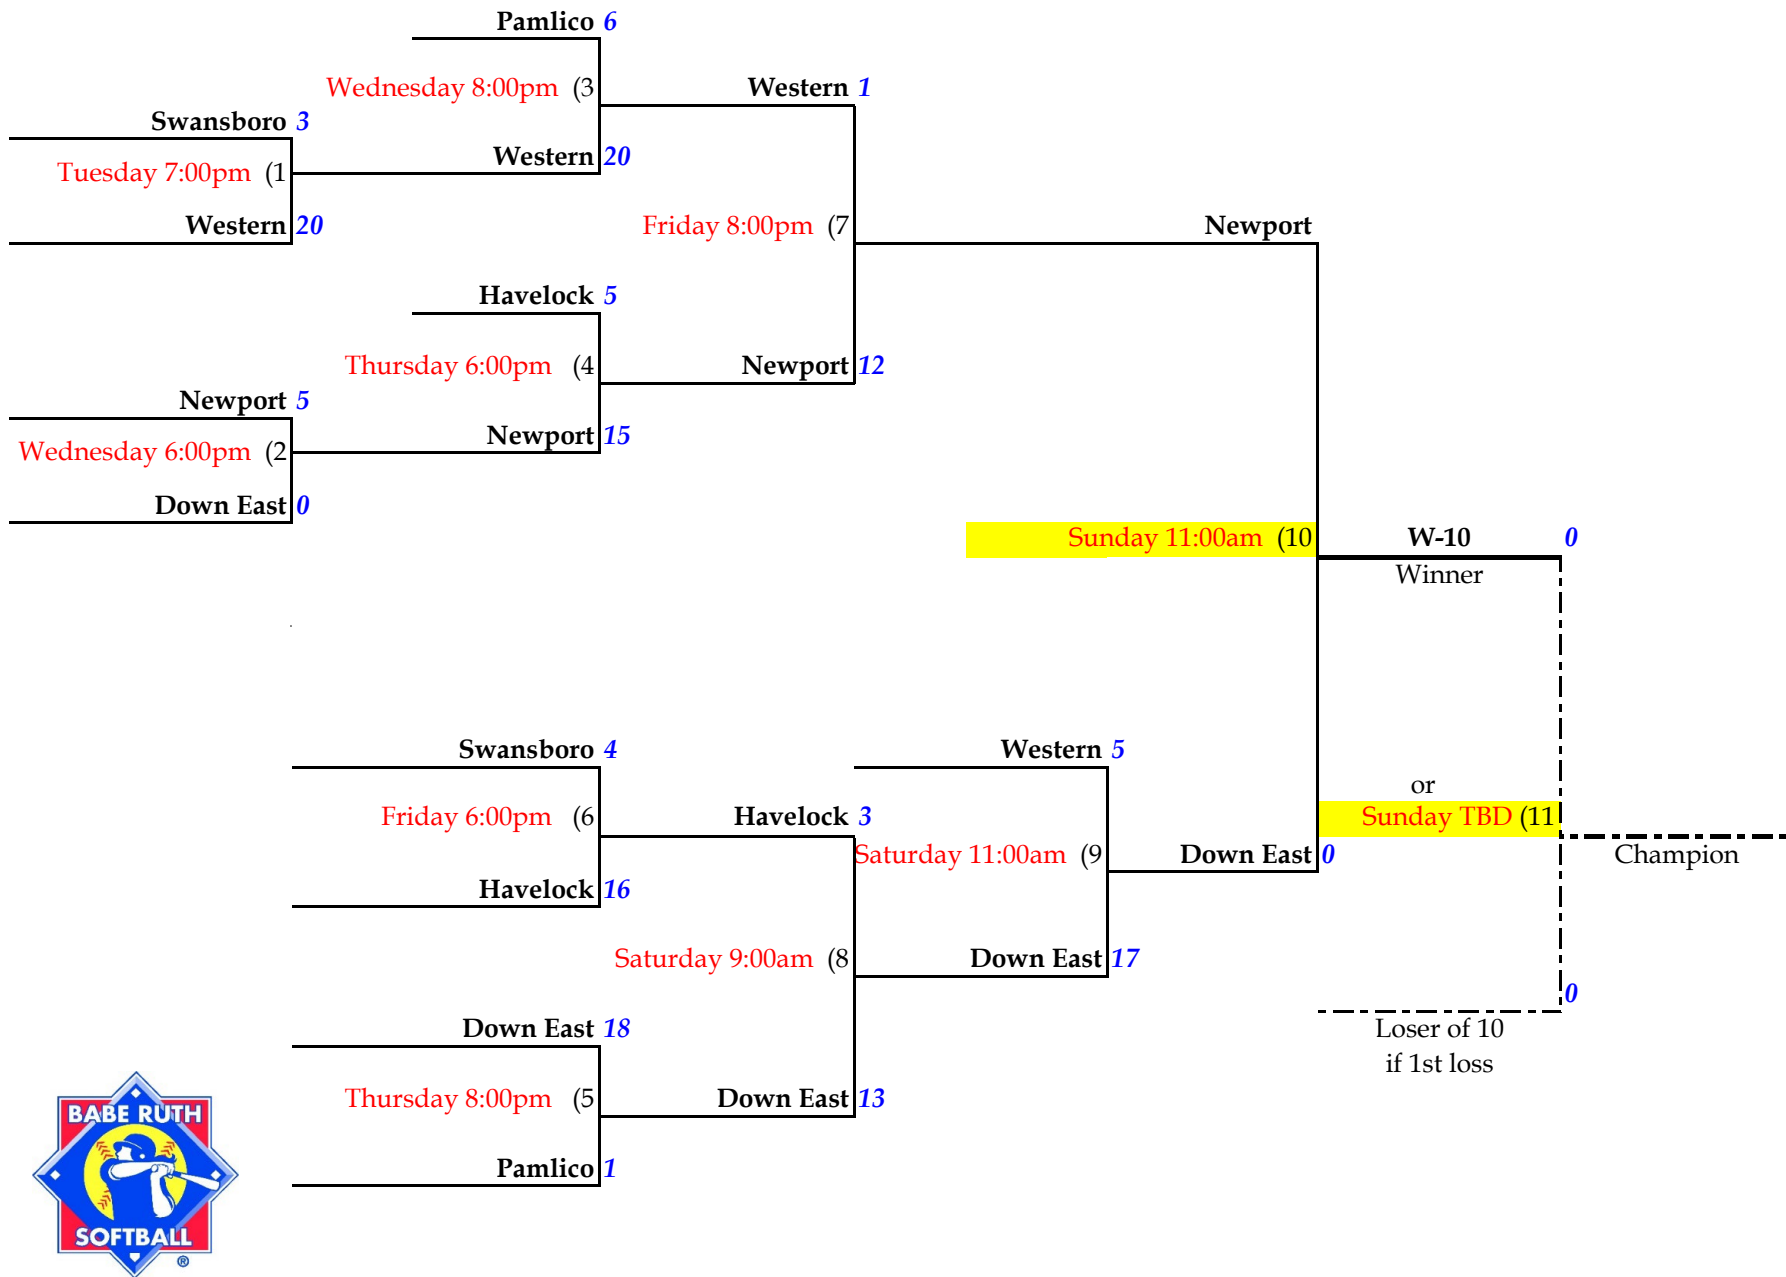 Pamlico 6
Wednesday 8:00pm (3
Western 1
Swansboro 3
Western 20
Tuesday 7:00pm (1
Western 20
Friday 8:00pm (7
Newport
Havelock 5
Thursday 6:00pm (4
Newport 12
Newport 5
Newport 15
Wednesday 6:00pm (2
Down East 0
Sunday 11:00am (10
W-10 0
Winner
Swansboro 4
Western 5
or
Friday 6:00pm (6
Havelock 3
Sunday TBD (11
Saturday 11:00am (9
Down East 0
Champion
Havelock 16
Saturday 9:00am (8
Down East 17
0
Down East 18
Loser of 10
if 1st loss
Thursday 8:00pm (5
Down East 13
Pamlico 1
BABE RUTH
SOFTBALL
®